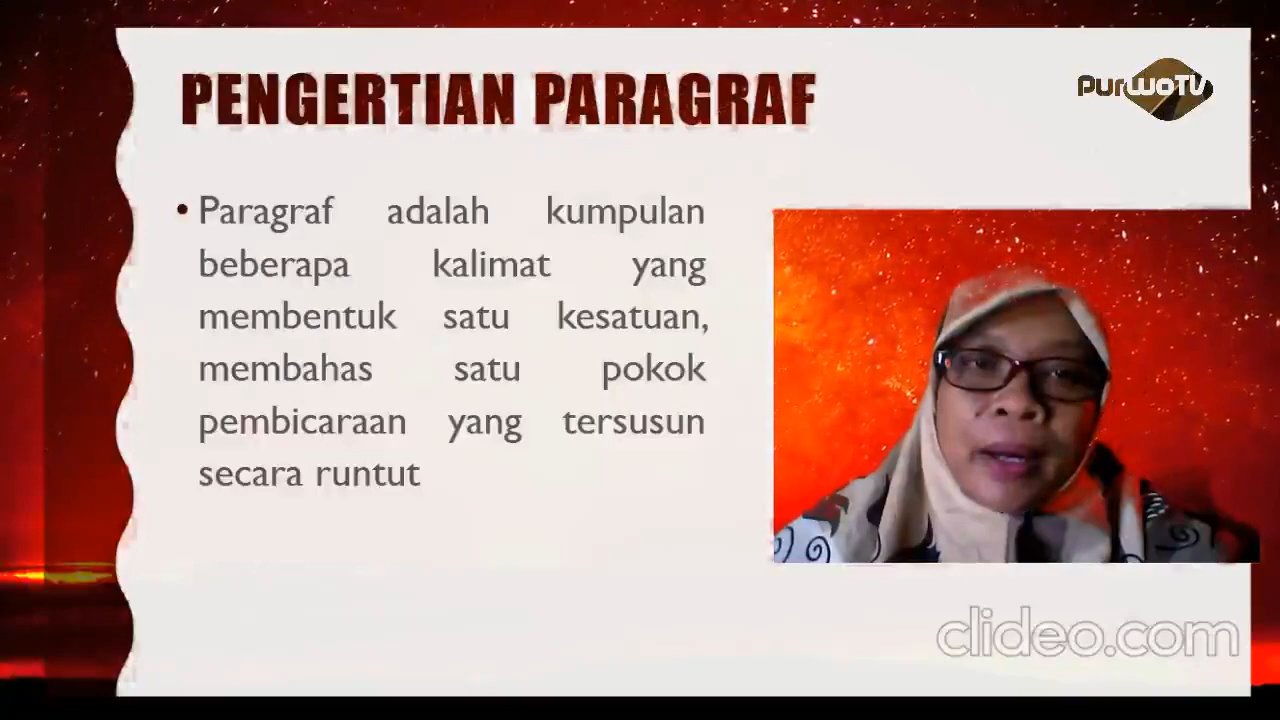 PENGERTIAN PARAGRAF
PurwoTV
• Paragraf adalah kumpulan
beberapa kalimat yang
membentuk satu kesatuan,
membahas satu pokok
pembicaraan yang tersusun
secara runtut
clideo.com